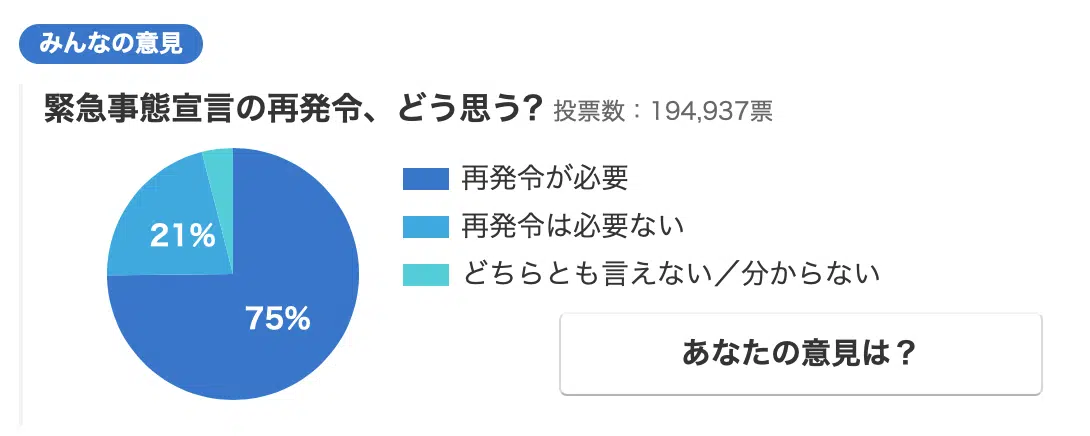 みんなの意見
緊急事態宣言の再発令、どう思う? 投票数：194,937票
再発令が必要
再発令は必要ない
どちらとも言えない／分からない
21%
75%
あなたの意見は？